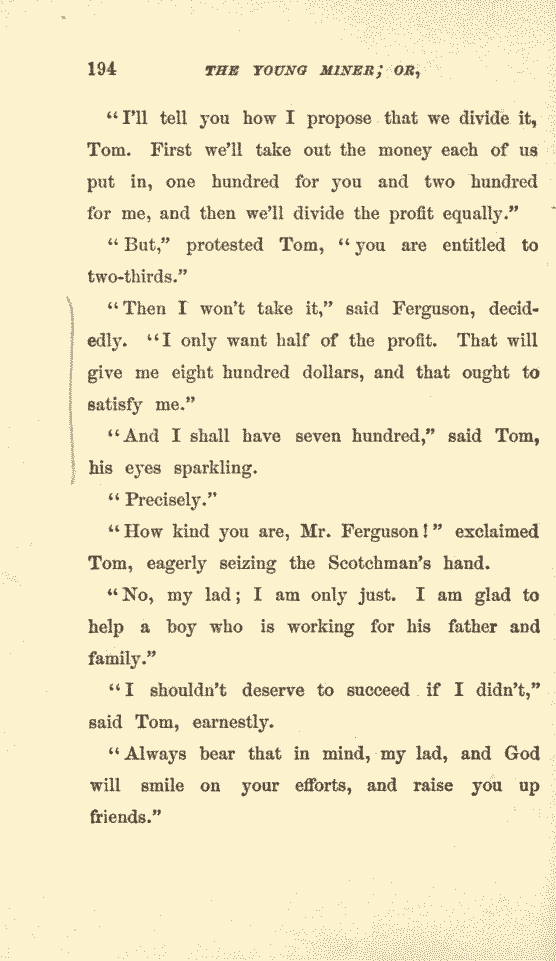 194 THE YOUNG MINER; OR,
“I’ll tell you how I propose that we divide it,
Tom. First we’ll take out the money each of us
put in, one hundred for you and two hundred
for me, and then we’ll divide the profit equally.”
“But,” protested Tom, “you are entitled to
two-thirds.”
“Then I won’t take it,” said Ferguson, decid-
edly. “I only want half of the profit. That will
give me eight hundred dollars, and that ought to
satisfy me.”
“And I shall have seven hundred,” said Tom,
his eyes sparkling.
“Precisely.”
“How kind you are, Mr. Ferguson!” exclaimed
Tom, eagerly seizing the Scotchman’s hand.
“No, my lad; I am only just. I am glad to
help a boy who is working for his father and
family.”
“I shouldn’t deserve to succeed if I didn’t,”
said Tom, earnestly.
“Always bear that in mind, my lad, and God
will smile on your efforts, and raise you up
friends.”